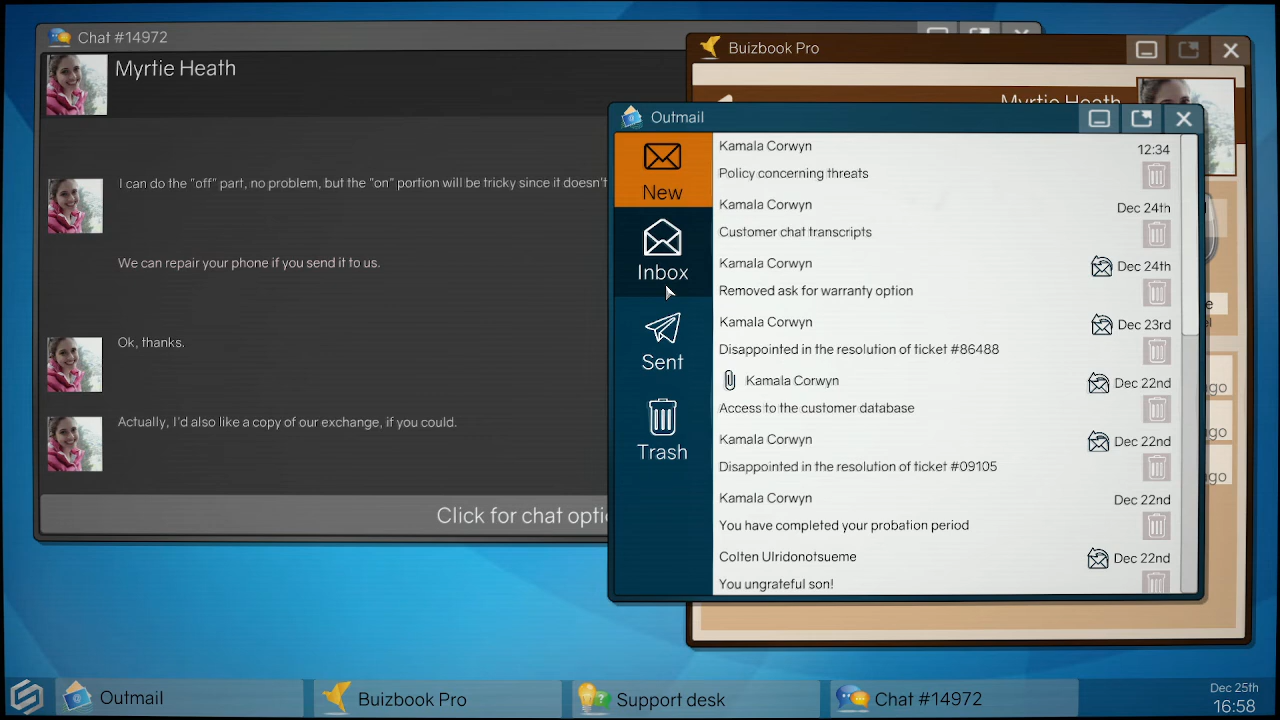 Chat #14972
Myrtie Heath
I can do the "off" part, no problem, but the "on" portion will be tricky since it doesn't
We can repair your phone if you send it to us.
Ok, thanks.
Actually, I'd also like a copy of our exchange, if you could.
Click for chat
Buizbook Pro
Myrtie Heath
ago
ago
ago
Outmail
New
Inbox
Sent
Trash
Kamala Corwyn
12:34
Policy concerning threats
Kamala Corwyn
Dec 24th
Customer chat transcripts
Kamala Corwyn
Dec 24th
Removed ask for warranty option
Kamala Corwyn
Dec 23rd
Disappointed in the resolution of ticket #86488
Kamala Corwyn
Dec 22nd
Access to the customer database
Kamala Corwyn
Dec 22nd
Disappointed in the resolution of ticket #09105
Kamala Corwyn
Dec 22nd
You have completed your probation period
Colten Ulridonotsueme
Dec 22nd
You ungrateful son!
Outmail
Buizbook Pro
Support desk
Chat #14972
Dec 25th
16:58